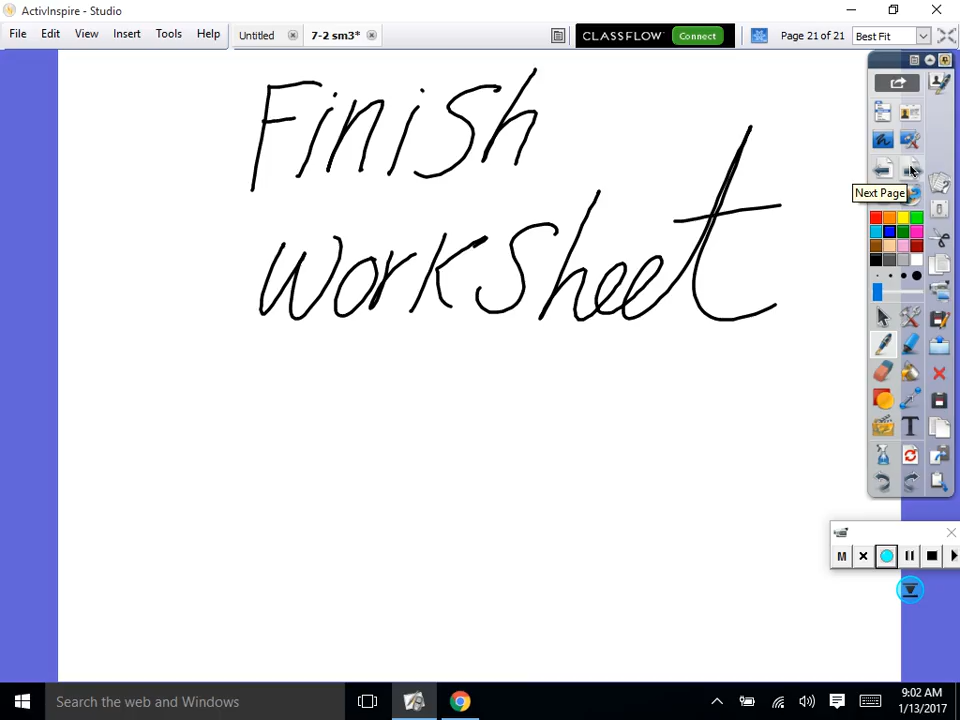 ActivInspire - Studio
File Edit View Insert Tools Help
Untitled 7-2 sm3* CLASSFLOW Connect Page 21 of 21 Best Fit
Finish
worksheet
Next Page
T
M
Search the web and Windows
9:02 AM
1/13/2017